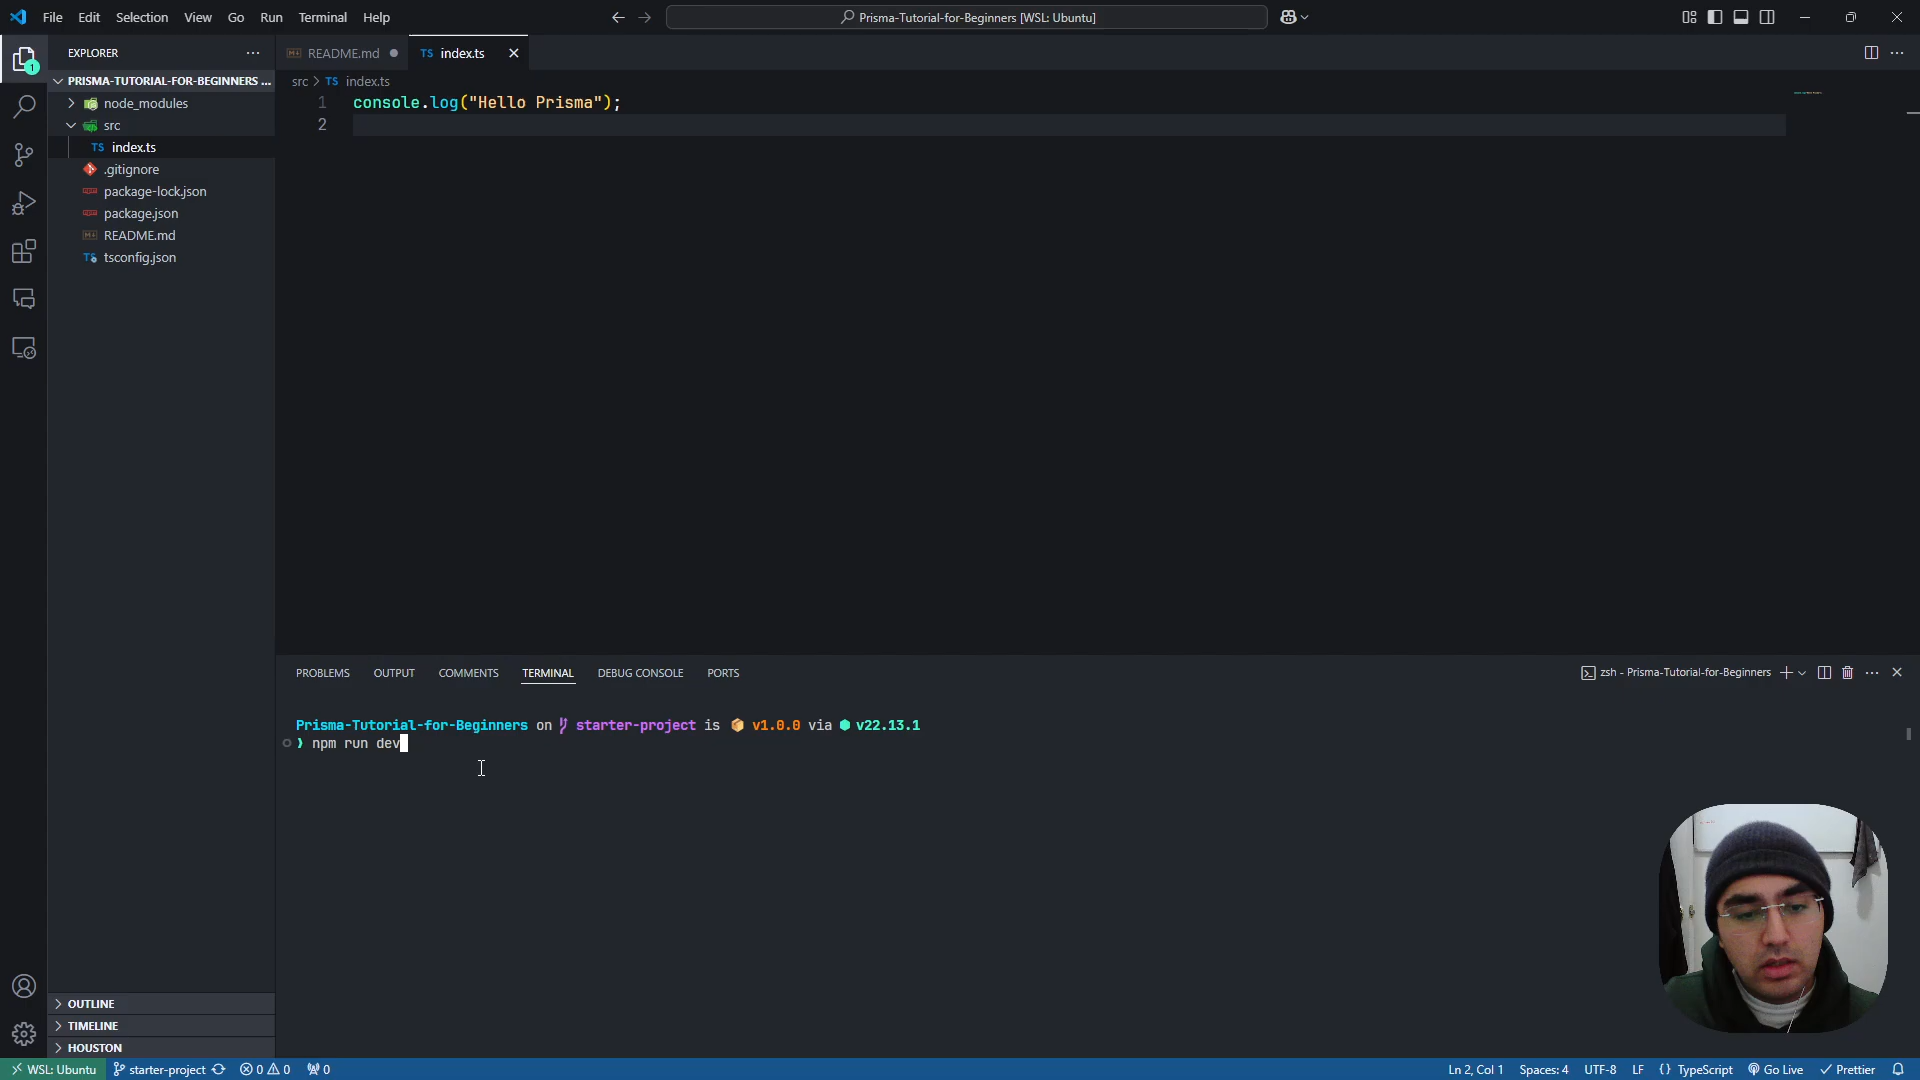 File Edit Selection View Go Run Terminal Help
Prisma-Tutorial-for-Beginners [WSL: Ubuntu]
EXPLORER
README.md
TS index.ts
PRISMA-TUTORIAL-FOR-BEGINNERS ...
src > TS index.ts
node_modules
src
TS index.ts
.gitignore
package-lock.json
package.json
README.md
tsconfig.json
1 console.log("Hello Prisma");
2
PROBLEMS OUTPUT COMMENTS TERMINAL DEBUG CONSOLE PORTS
zsh - Prisma-Tutorial-for-Beginners
Prisma-Tutorial-for-Beginners on starter-project is v1.0.0 via v22.13.1
❯ npm run dev
OUTLINE
TIMELINE
HOUSTON
WSL: Ubuntu starter-project 0 0 0
Ln 2, Col 1 Spaces: 4 UTF-8 LF {} TypeScript Go Live Prettier